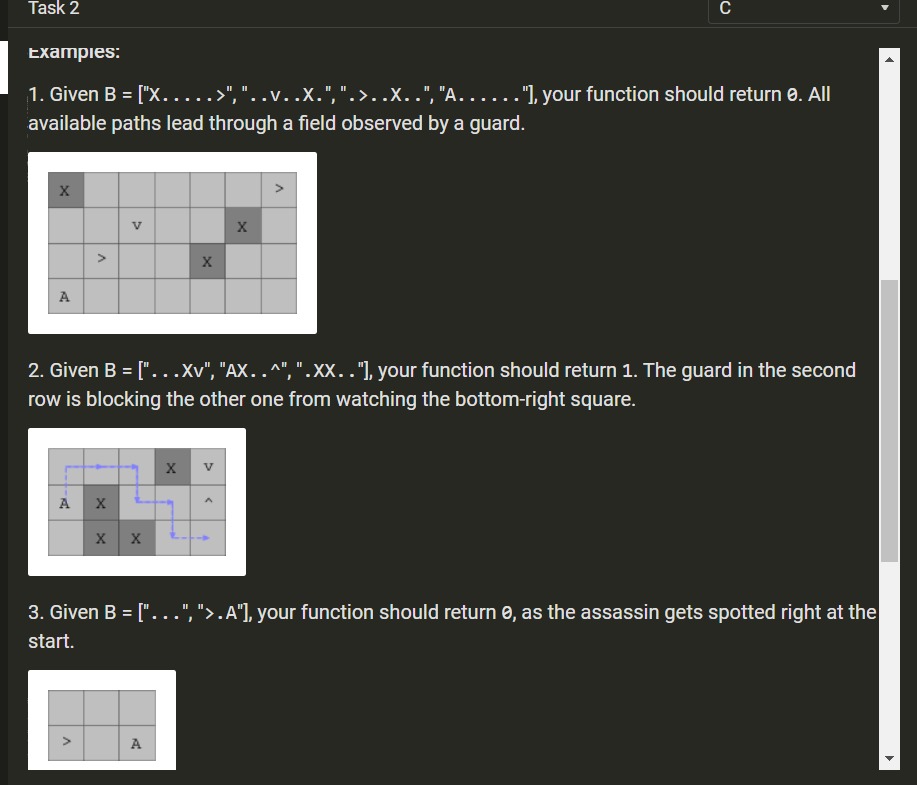 Task 2
C
Examples:
1. Given B = ["X.....>", "..v..X.", ".>..X..", "A......"], your function should return 0. All
available paths lead through a field observed by a guard.
X >
v X
> X
A
2. Given B = ["...Xv", "AX..^", ".XX.."], your function should return 1. The guard in the second
row is blocking the other one from watching the bottom-right square.
X v
A X ^
X X
3. Given B = ["...", ">.A"], your function should return 0, as the assassin gets spotted right at the
start.
> A